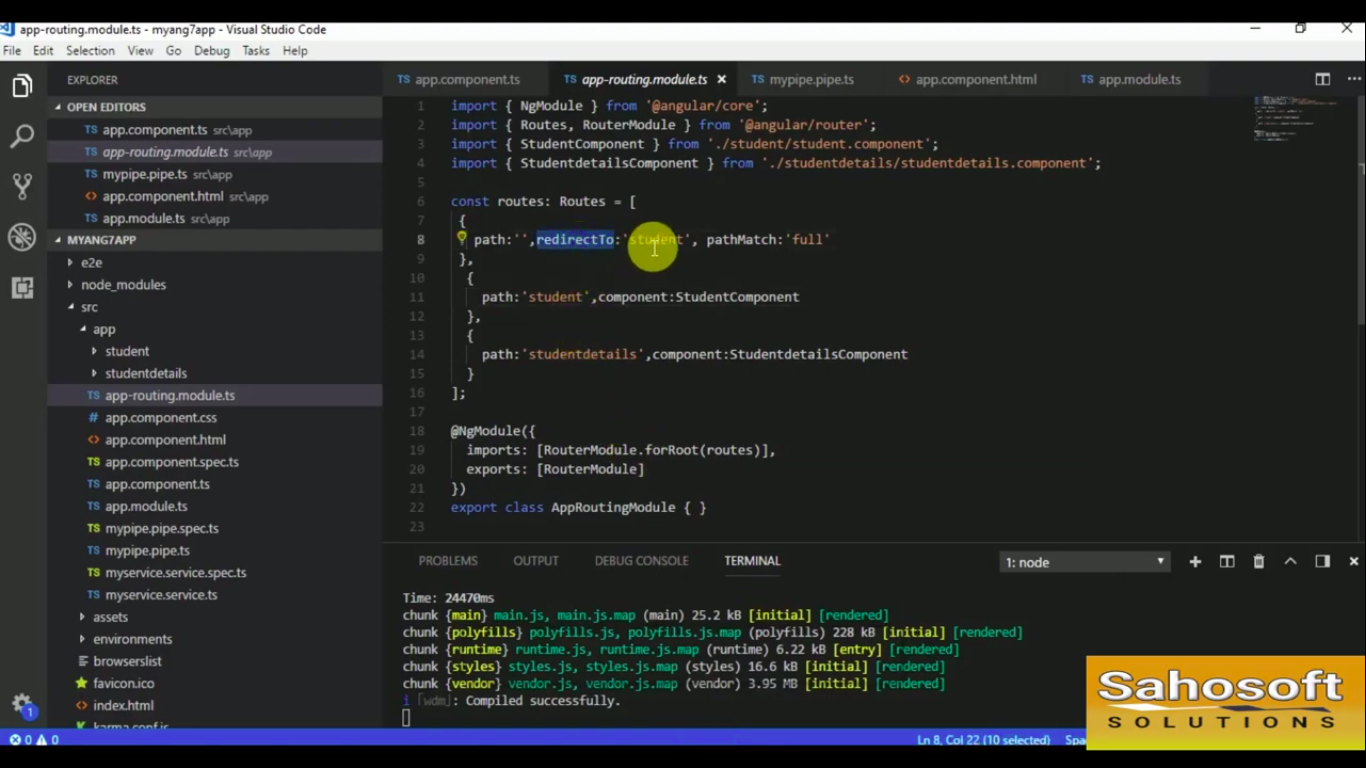 app-routing.module.ts - myang7app - Visual Studio Code
File Edit Selection View Go Debug Tasks Help
EXPLORER
OPEN EDITORS
TS app.component.ts src\app
TS app-routing.module.ts src\app
TS mypipe.pipe.ts src\app
<> app.component.html src\app
TS app.module.ts src\app
MYANG7APP
e2e
node_modules
src
app
student
studentdetails
TS app-routing.module.ts
# app.component.css
<> app.component.html
TS app.component.spec.ts
TS app.component.ts
TS app.module.ts
TS mypipe.pipe.spec.ts
TS mypipe.pipe.ts
TS myservice.service.spec.ts
TS myservice.service.ts
assets
environments
browserslist
favicon.ico
<> index.html
karma.conf.js
1
0 0
TS app.component.ts TS app-routing.module.ts TS mypipe.pipe.ts <> app.component.html TS app.module.ts
1 import { NgModule } from '@angular/core';
2 import { Routes, RouterModule } from '@angular/router';
3 import { StudentComponent } from './student/student.component';
4 import { StudentdetailsComponent } from './studentdetails/studentdetails.component';
5
6 const routes: Routes = [
7 {
8 path:'',redirectTo:'student', pathMatch:'full'
9 },
10 {
11 path:'student',component:StudentComponent
12 },
13 {
14 path:'studentdetails',component:StudentdetailsComponent
15 }
16 ];
17
18 @NgModule({
19 imports: [RouterModule.forRoot(routes)],
20 exports: [RouterModule]
21 })
22 export class AppRoutingModule { }
23
PROBLEMS OUTPUT DEBUG CONSOLE TERMINAL 1: node
Time: 24470ms
chunk {main} main.js, main.js.map (main) 25.2 kB [initial] [rendered]
chunk {polyfills} polyfills.js, polyfills.js.map (polyfills) 228 kB [initial] [rendered]
chunk {runtime} runtime.js, runtime.js.map (runtime) 6.22 kB [entry] [rendered]
chunk {styles} styles.js, styles.js.map (styles) 16.6 kB [initial] [rendered]
chunk {vendor} vendor.js, vendor.js.map (vendor) 3.95 MB [initial] [rendered]
i ｢wdm｣: Compiled successfully.
Ln 8, Col 22 (10 selected) Spa
Sahosoft
SOLUTIONS